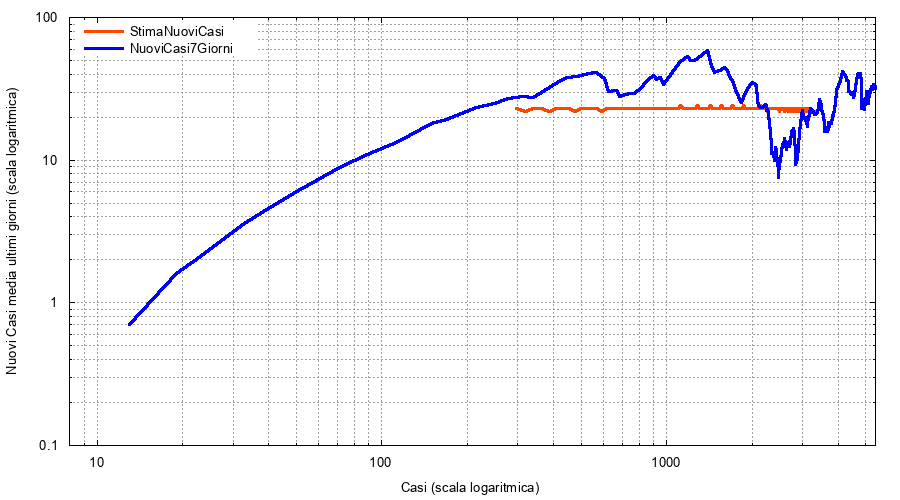 100
StimaNuoviCasi
NuoviCasi7Giorni
10
1
0.1
Nuovi Casi media ultimi giorni (scala logaritmica)
10 100 1000
Casi (scala logaritmica)